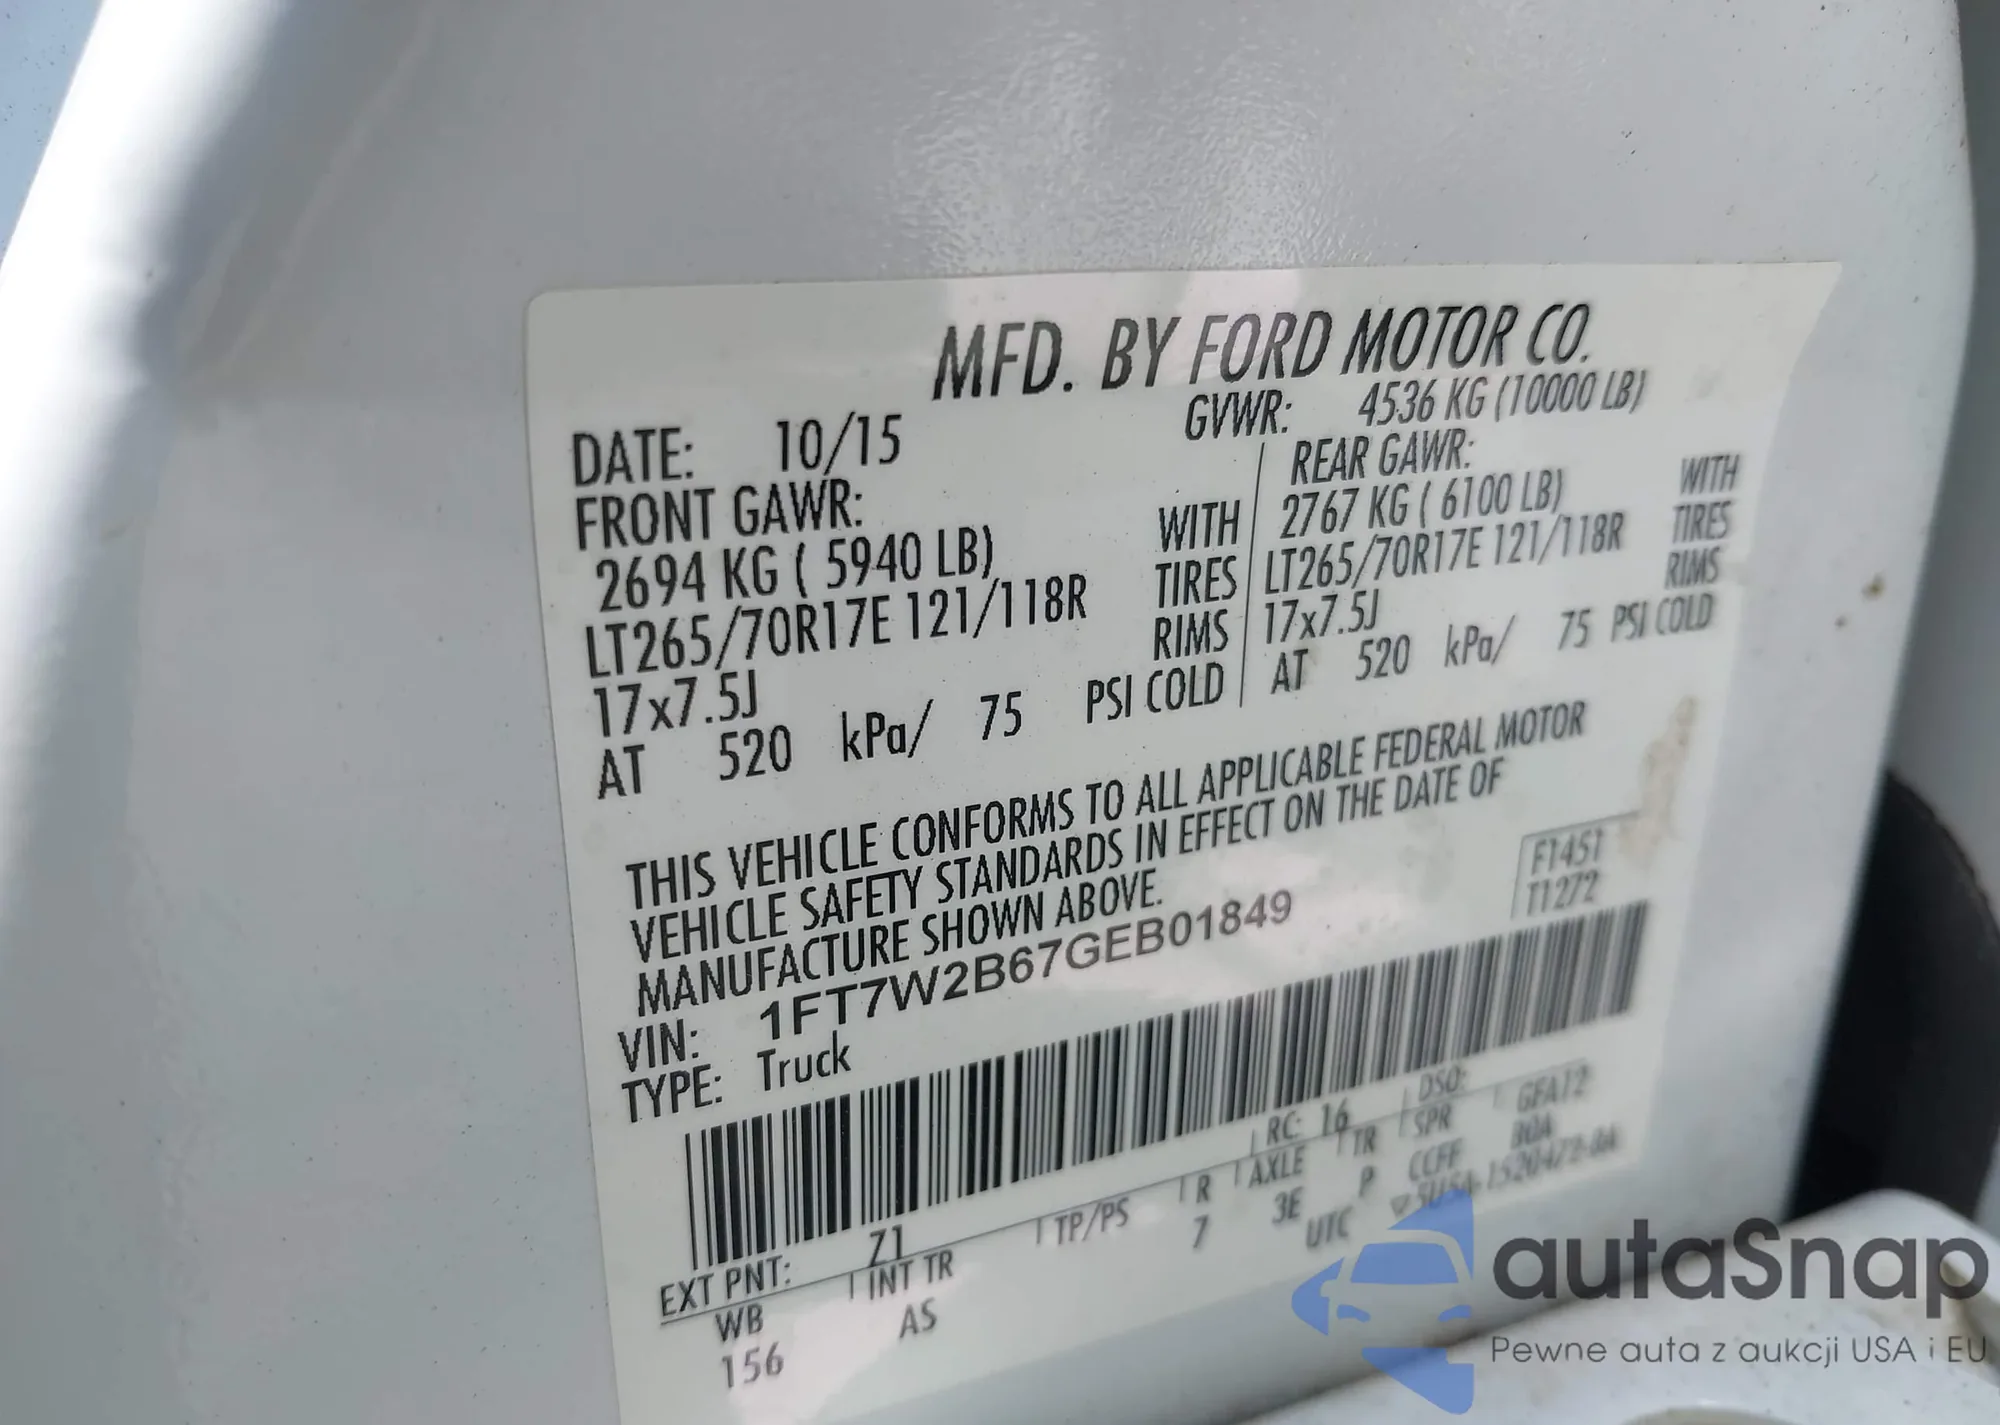 MFD. BY FORD MOTOR CO.
DATE: 10/15
GVWR: 4536 KG (10000 LB)
FRONT GAWR:
2694 KG ( 5940 LB) WITH
LT265/70R17E 121/118R TIRES
17x7.5J RIMS
AT 520 kPa/ 75 PSI COLD
REAR GAWR:
2767 KG ( 6100 LB) WITH
LT265/70R17E 121/118R TIRES
17x7.5J RIMS
AT 520 kPa/ 75 PSI COLD
THIS VEHICLE CONFORMS TO ALL APPLICABLE FEDERAL MOTOR
VEHICLE SAFETY STANDARDS IN EFFECT ON THE DATE OF
MANUFACTURE SHOWN ABOVE.
F1451
T1272
VIN: 1FT7W2B67GEB01849
TYPE: Truck
EXT PNT: Z1 RC: 16 DSO:
WB INT TR TP/PS R AXLE TR SPR GFA12
156 AS 7 3E P CCFF BOA
UTC
autaSnap
Pewne auta z aukcji USA i EU